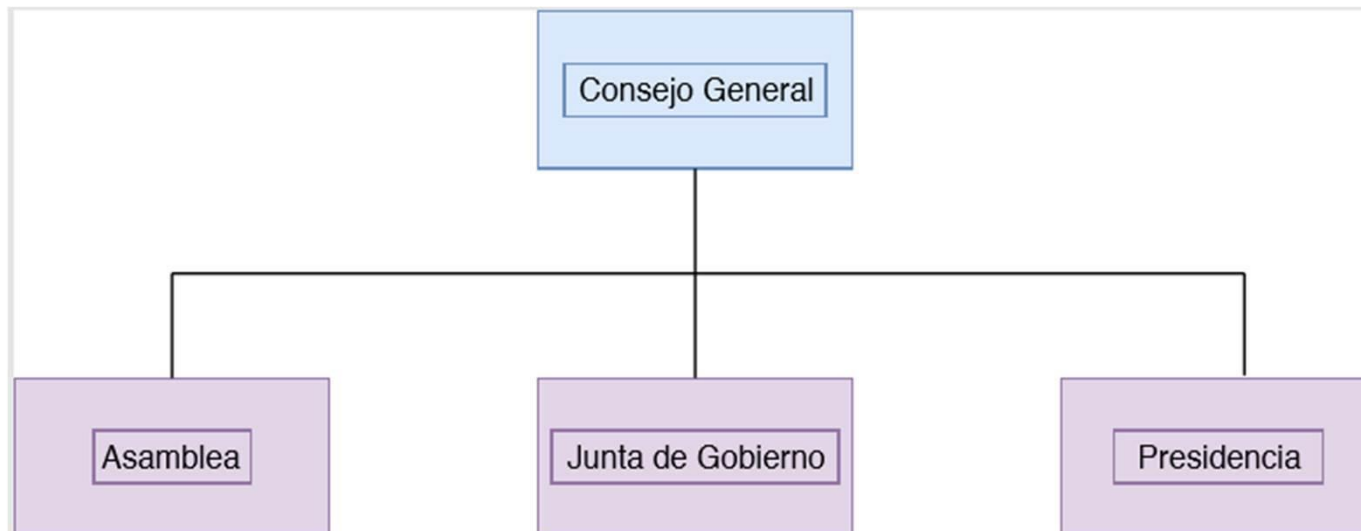 Consejo General
Asamblea
Junta de Gobierno
Presidencia